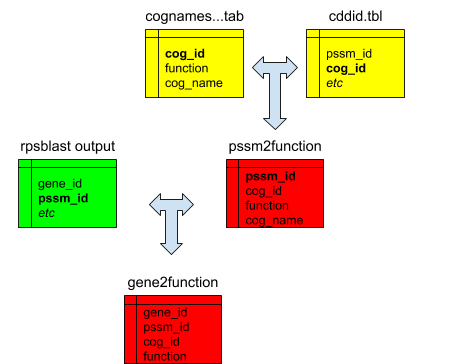 cognames...tab
cddid.tbl
cog_id
function
cog_name
pssm_id
cog_id
etc
rpsblast output
pssm2function
gene_id
pssm_id
etc
pssm_id
cog_id
function
cog_name
gene2function
gene_id
pssm_id
cog_id
function